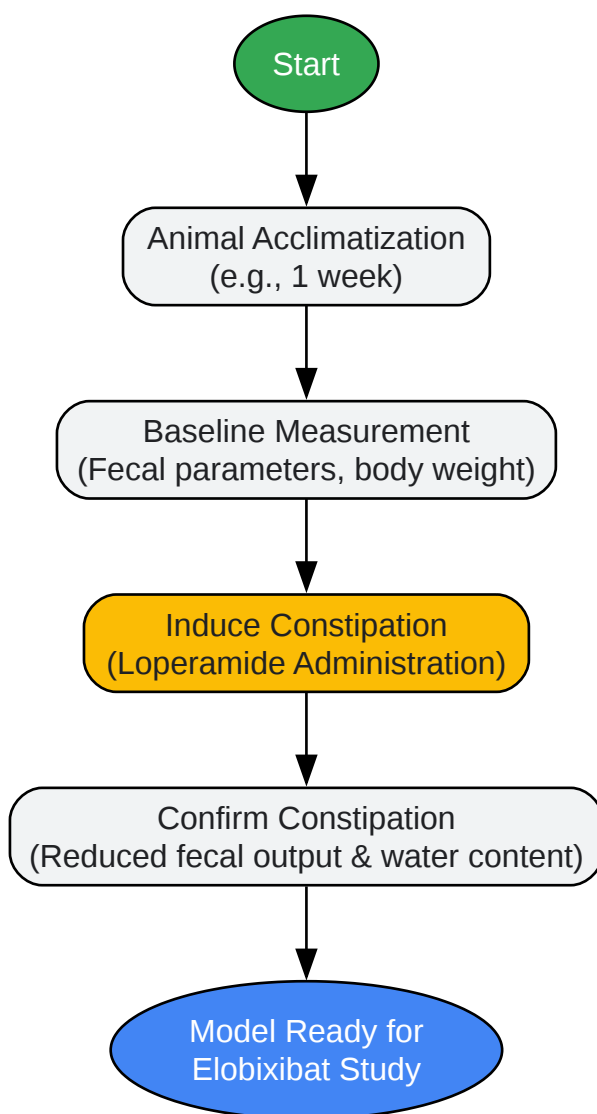 Start
Animal Acclimatization
(e.g., 1 week)
Baseline Measurement
(Fecal parameters, body weight)
Induce Constipation
(Loperamide Administration)
Confirm Constipation
(Reduced fecal output & water content)
Model Ready for
Elobixibat Study